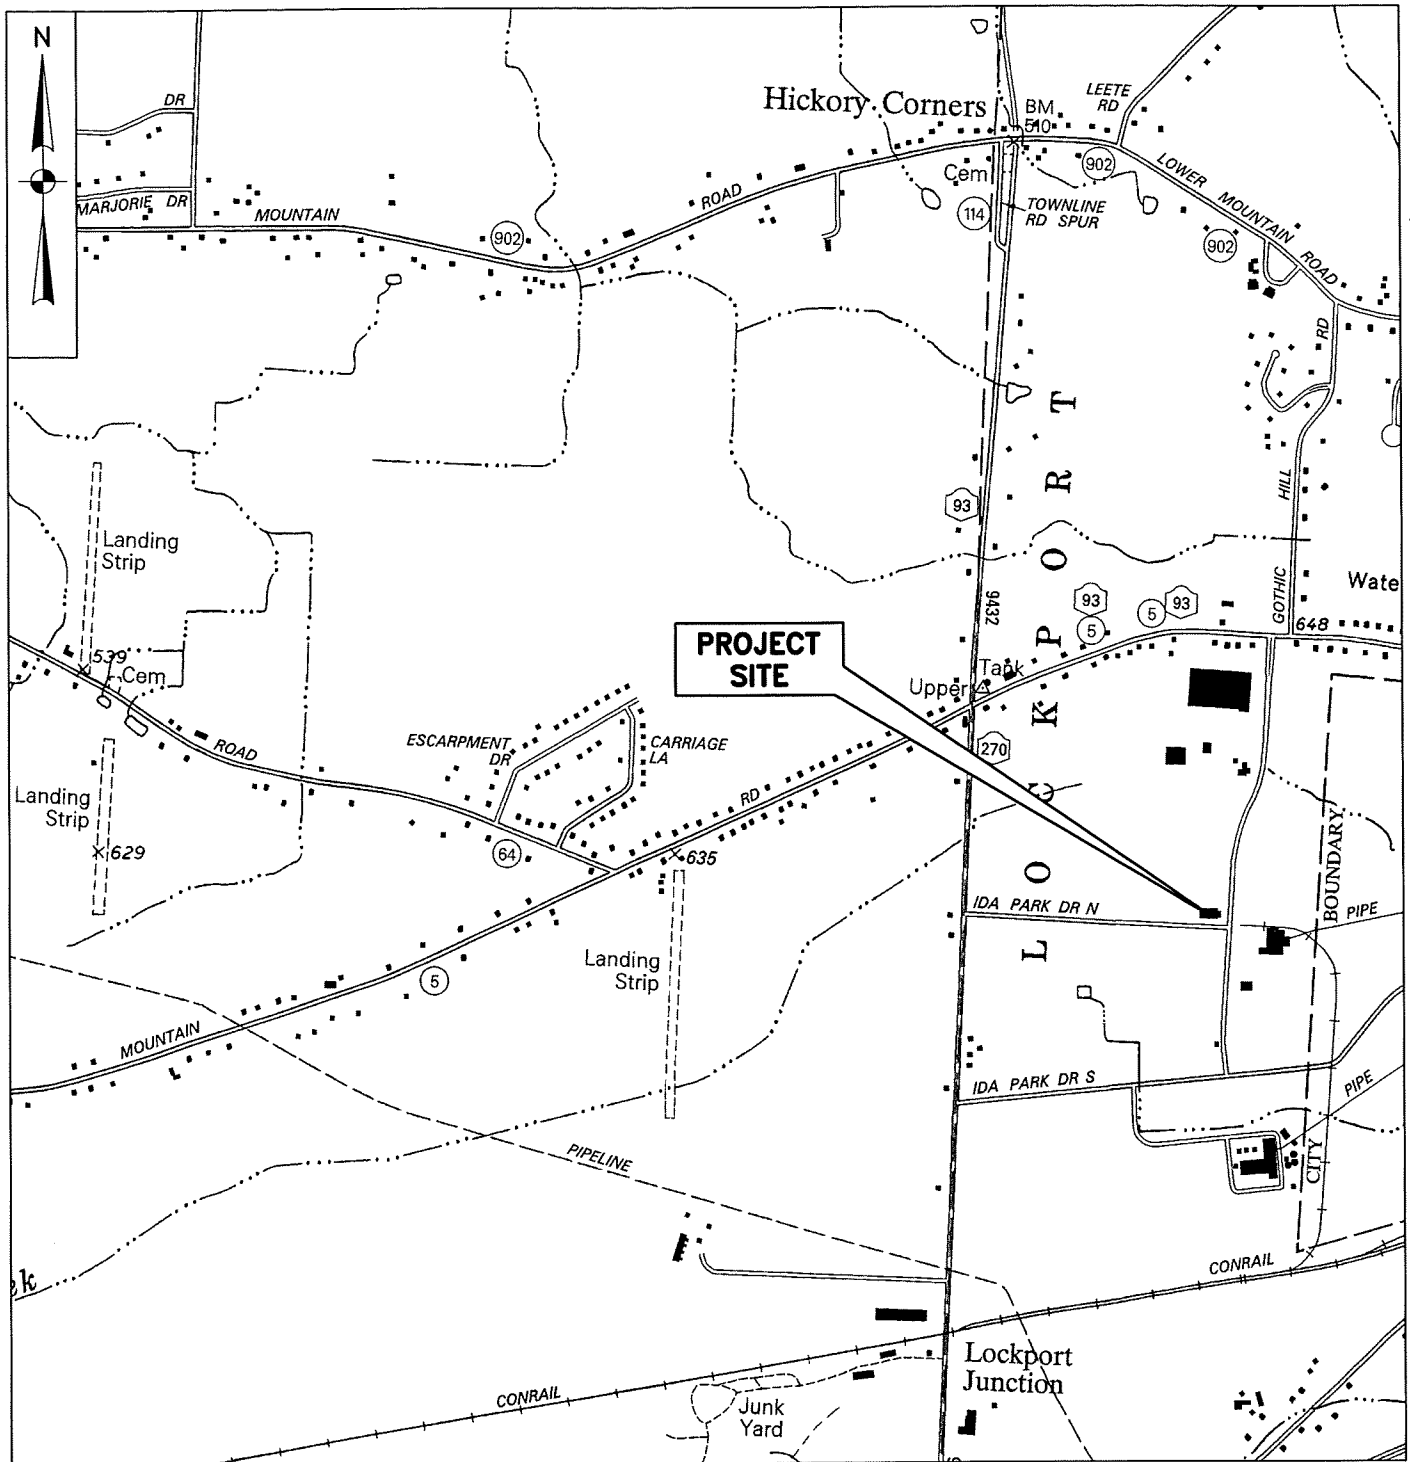 N
DR
MARJORIE DR
MOUNTAIN
902
ROAD
Hickory Corners
BM
510
LEETE
RD
902
LOWER MOUNTAIN ROAD
Cem
114
TOWNLINE
RD SPUR
902
RD
HILL
GOTHIC
93
9432
93
5
5
93
648
Landing
Strip
539
Cem
PROJECT
SITE
Upper
Tank
270
ROAD
ESCARPMENT
DR
CARRIAGE
LA
RD
Landing
Strip
629
64
635
LOCKPORT
BOUNDARY
CITY
IDA PARK DR N
PIPE
Landing
Strip
5
MOUNTAIN
IDA PARK DR S
PIPE
PIPELINE
CONRAIL
Lockport
Junction
CONRAIL
Junk
Yard